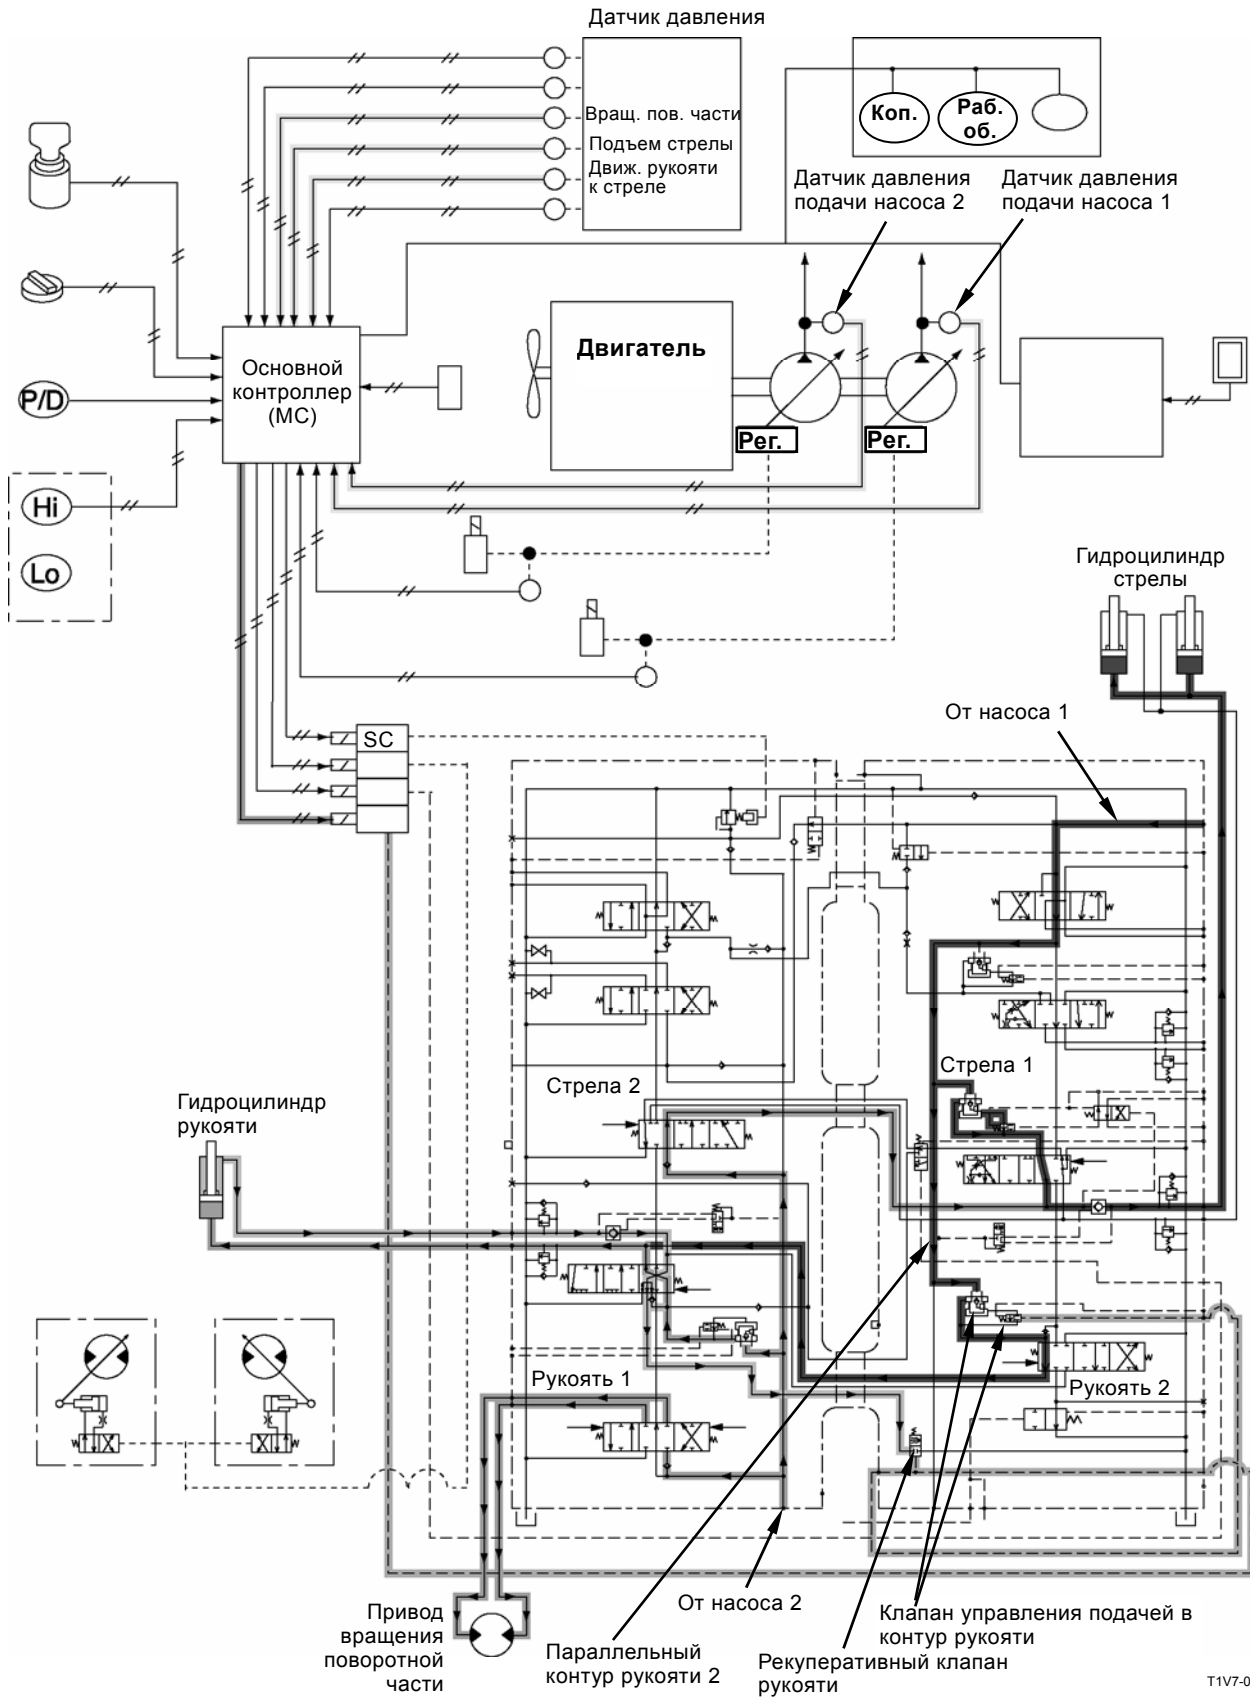 Датчик давления
Вращ. пов. части
Подъем стрелы
Движ. рукояти
к стреле
Коп.
Раб.
об.
Датчик давления
подачи насоса 2
Датчик давления
подачи насоса 1
Основной
контроллер
(MC)
Двигатель
P/D
Рег.
Рег.
Hi
Lo
Гидроцилиндр
стрелы
От насоса 1
SC
Стрела 1
Стрела 2
Гидроцилиндр
рукояти
Рукоять 1
Рукоять 2
От насоса 2
Привод
вращения
поворотной
части
Параллельный
контур рукояти 2
Рекуперативный клапан
рукояти
Клапан управления подачей в
контур рукояти
T1V7-0